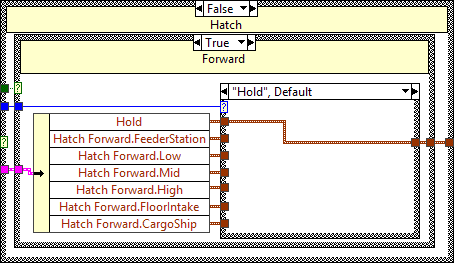 False
Hatch
True
Forward
"Hold", Default
?
?
?
Hold
Hatch Forward.FeederStation
Hatch Forward.Low
Hatch Forward.Mid
Hatch Forward.High
Hatch Forward.FloorIntake
Hatch Forward.CargoShip